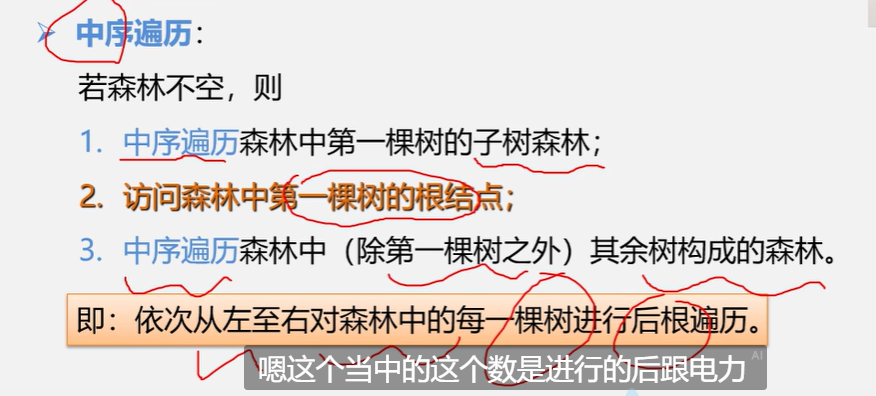 ➢ 中序遍历：
若森林不空，则
1. 中序遍历森林中第一棵树的子树森林；
2. 访问森林中第一棵树的根结点；
3. 中序遍历森林中（除第一棵树之外）其余树构成的森林。
即：依次从左至右对森林中的每一棵树进行后根遍历。
嗯这个当中的这个数是进行的后跟电力
AI